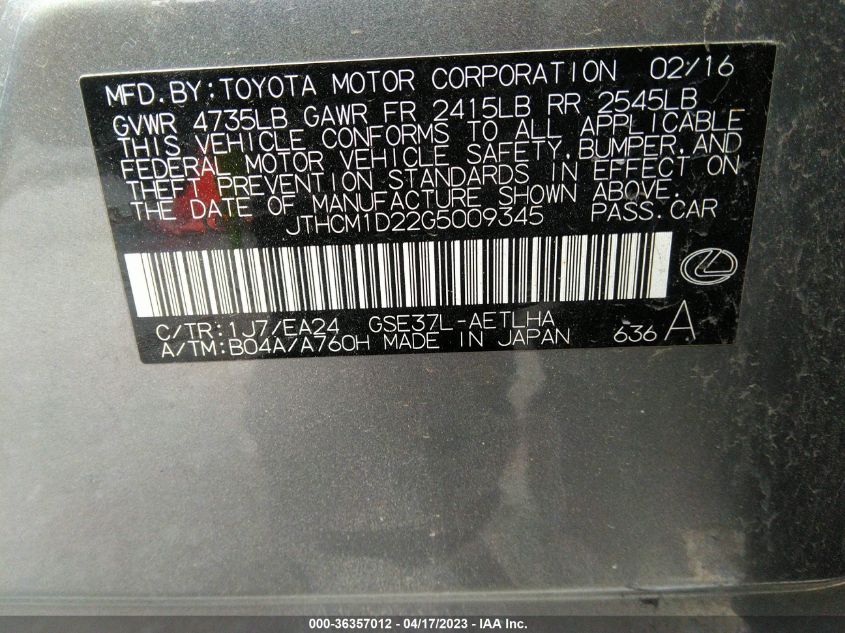 MFD.BY:TOYOTA MOTOR CORPORATION 02/16
GVWR 4735LB GAWR FR 2415LB RR 2545LB
THIS VEHICLE CONFORMS TO ALL APPLICABLE
FEDERAL MOTOR VEHICLE SAFETY,BUMPER,AND
THEFT PREVENTION STANDARDS IN EFFECT ON
THE DATE OF MANUFACTURE SHOWN ABOVE.
JTHCM1D22G5009345 PASS.CAR
C/TR:1J7/EA24 GSE37L-AETLHA
A/TM:B04A/A760H MADE IN JAPAN 636 A
000-36357012 - 04/17/2023 - IAA Inc.